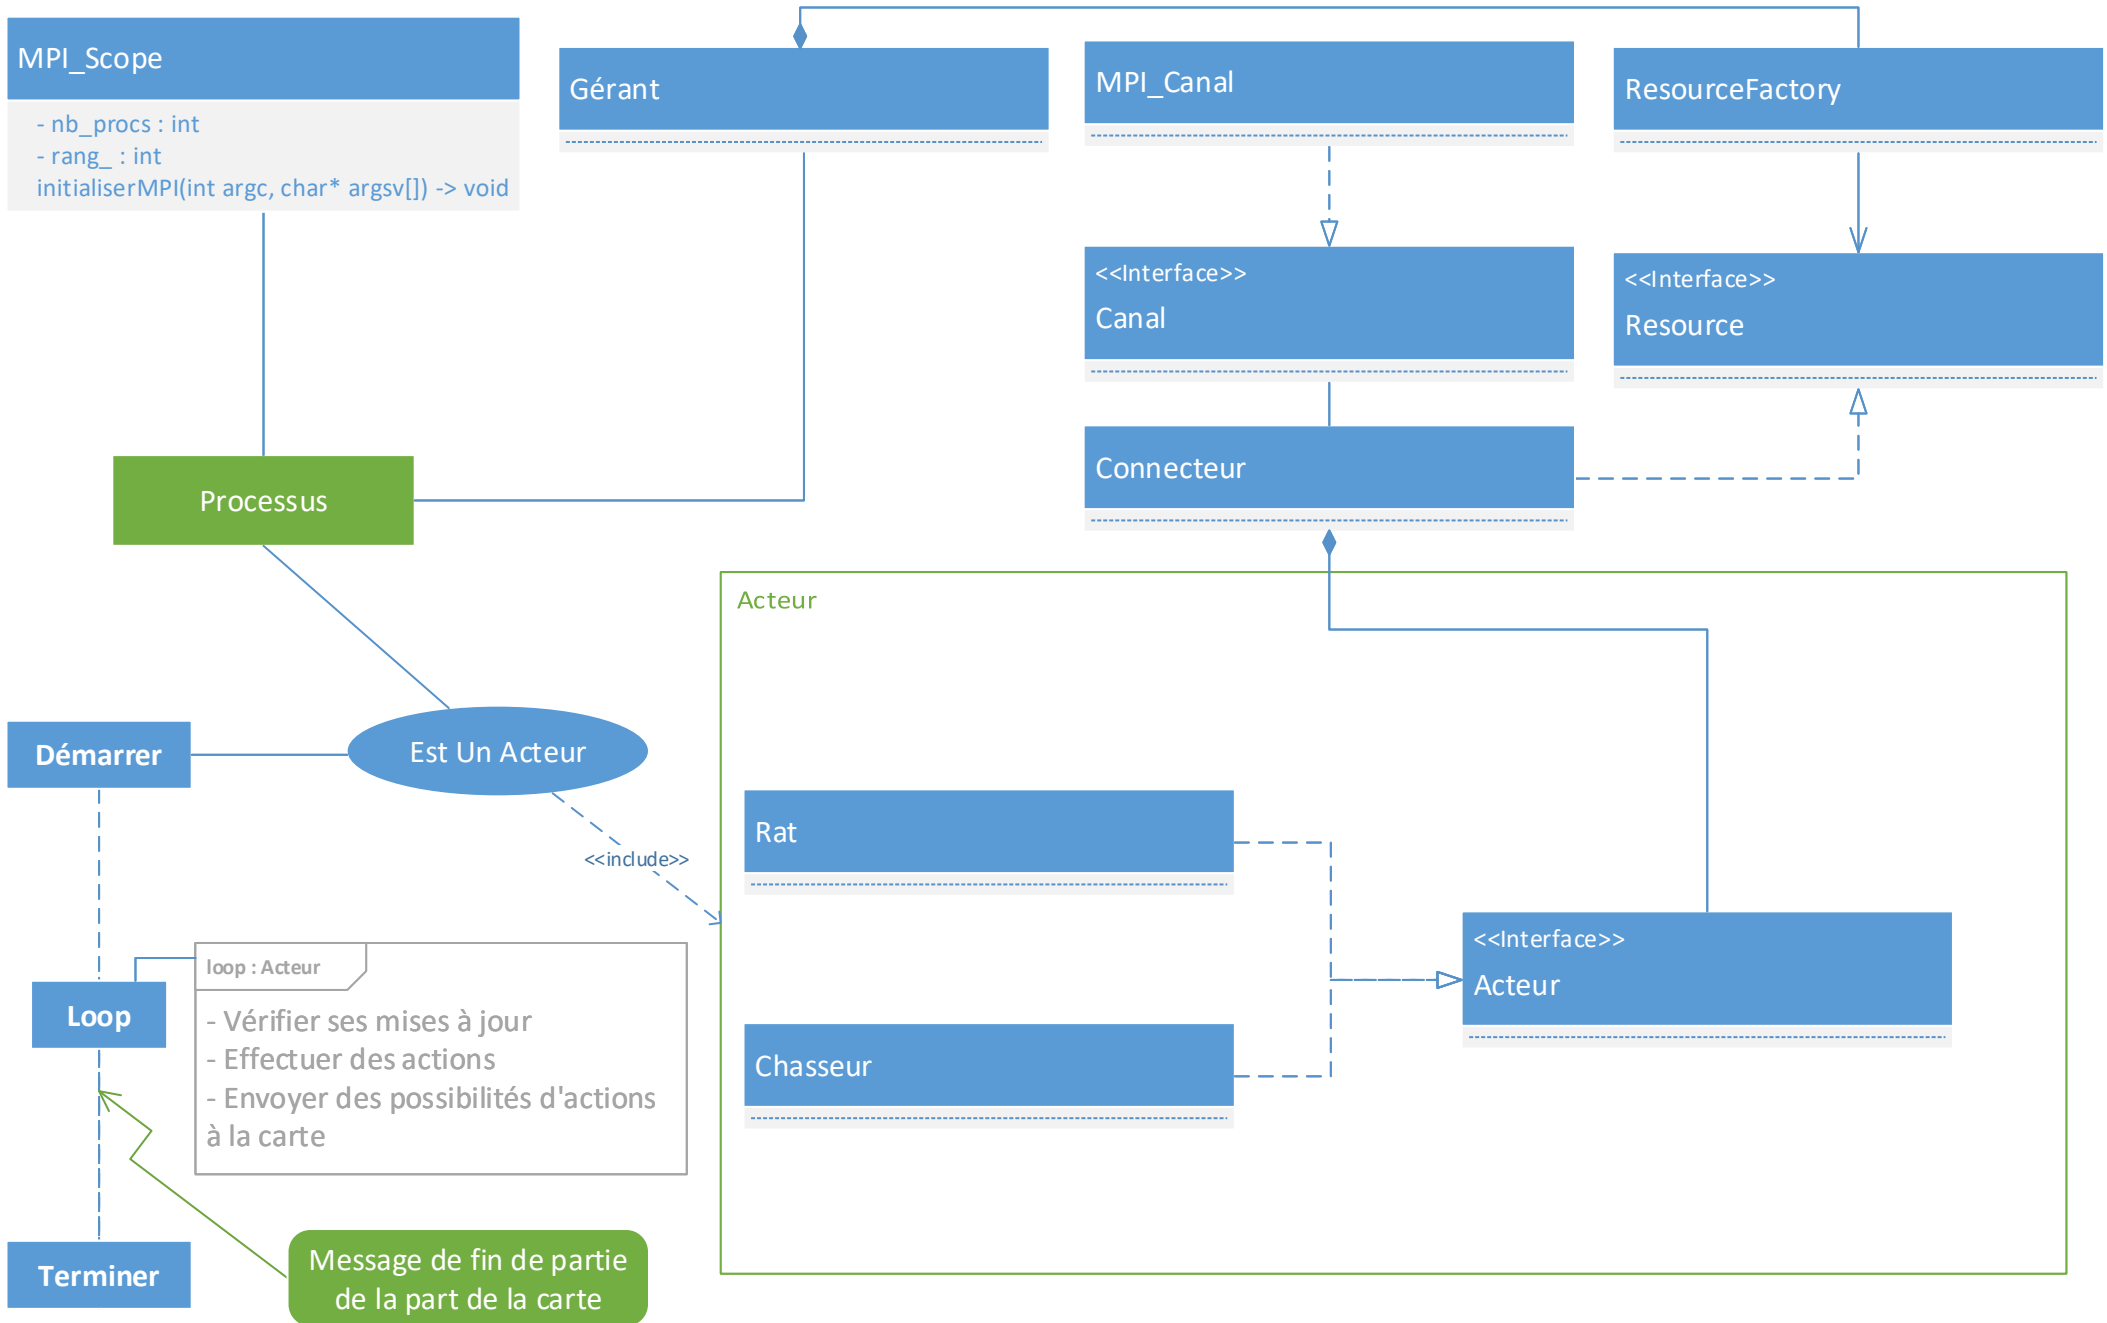 MPI_Scope
- nb_procs : int
- rang_ : int
initialiserMPI(int argc, char* argsv[]) -> void
Gérant
MPI_Canal
ResourceFactory
<<Interface>>
Canal
<<Interface>>
Resource
Connecteur
Processus
Acteur
Démarrer
Est Un Acteur
<<include>>
Rat
<<Interface>>
Acteur
Chasseur
Loop
loop : Acteur
- Vérifier ses mises à jour
- Effectuer des actions
- Envoyer des possibilités d'actions
à la carte
Terminer
Message de fin de partie
de la part de la carte